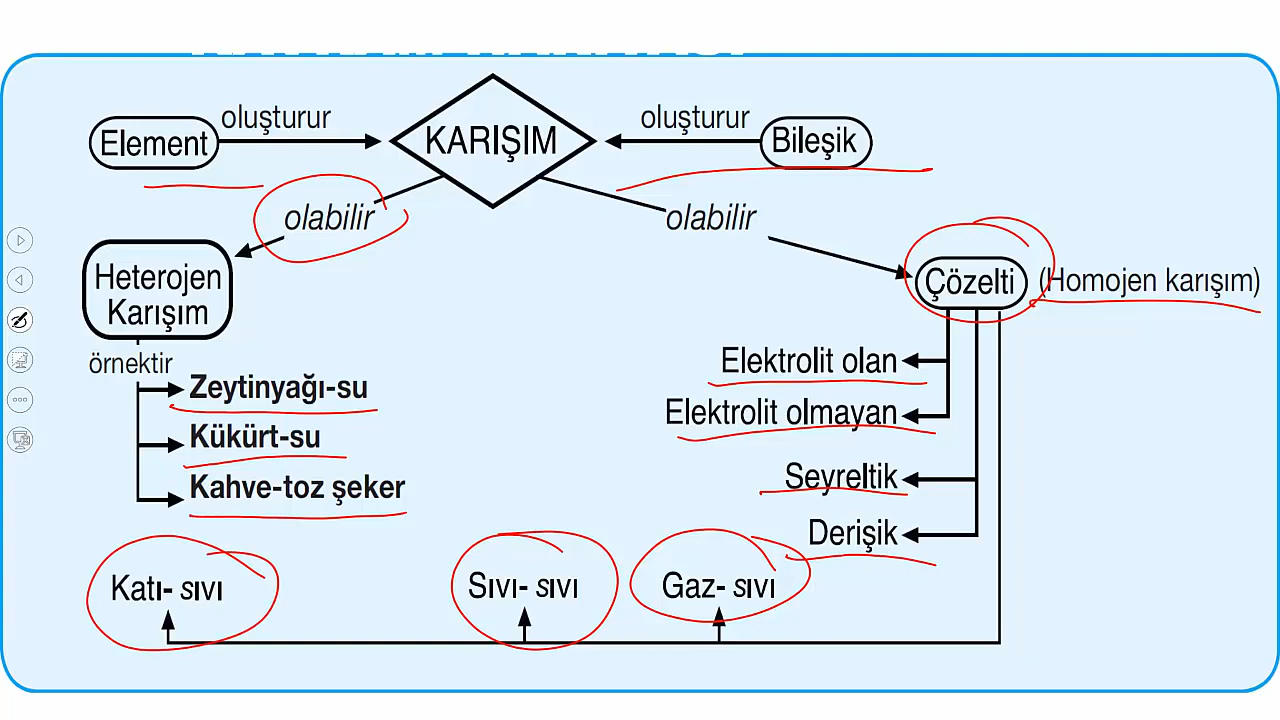 oluşturur
oluşturur
Element
KARIŞIM
Bileşik
olabilir
olabilir
Heterojen
Karışım
Çözelti (Homojen karışım)
örnektir
Zeytinyağı-su
Kükürt-su
Kahve-toz şeker
Elektrolit olan
Elektrolit olmayan
Seyreltik
Derişik
Katı- sıvı
Sıvı- sıvı
Gaz- sıvı